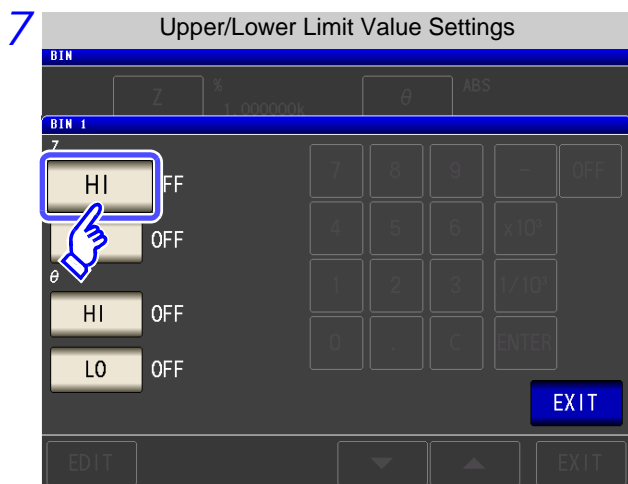 7
Upper/Lower Limit Value Settings
BIN
Z % 1.000000k θ ABS
BIN 1
Z
HI FF
OFF
θ
HI OFF
LO OFF
7 8 9 - OFF
4 5 6 x10³
1 2 3 1/10³
0 . C ENTER
EXIT
EDIT ▼ ▲ EXIT